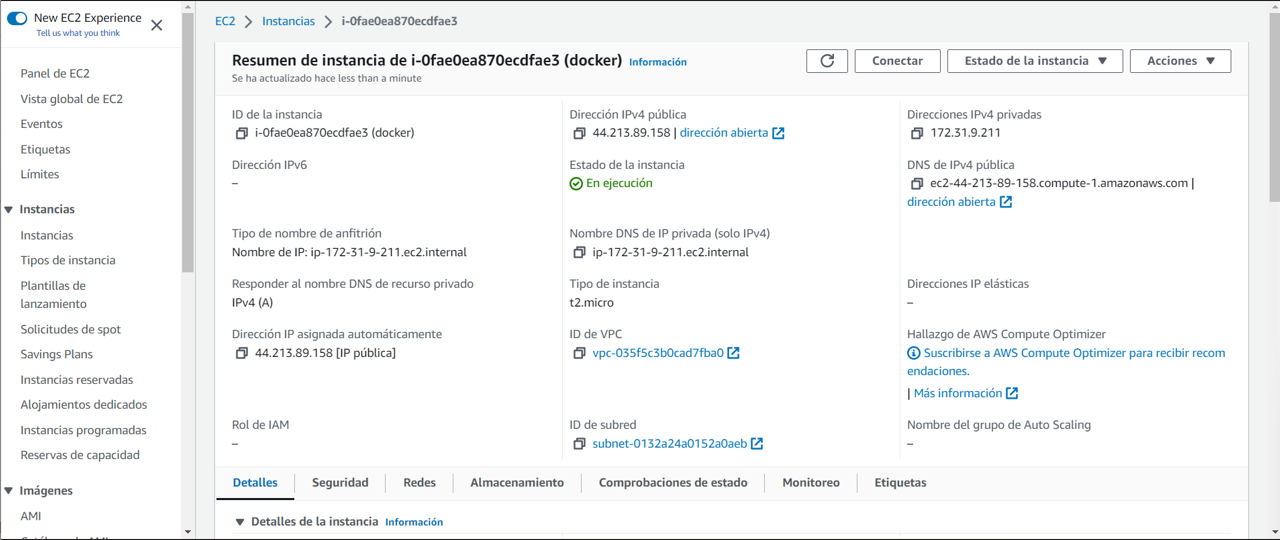 New EC2 Experience
Tell us what you think
Panel de EC2
Vista global de EC2
Eventos
Etiquetas
Límites
Instancias
Instancias
Tipos de instancia
Plantillas de
lanzamiento
Solicitudes de spot
Savings Plans
Instancias reservadas
Alojamientos dedicados
Instancias programadas
Reservas de capacidad
Imágenes
AMI
EC2 > Instancias > i-0fae0ea870ecdfae3
Resumen de instancia de i-0fae0ea870ecdfae3 (docker) Información
Se ha actualizado hace less than a minute
Conectar
Estado de la instancia
Acciones
ID de la instancia
i-0fae0ea870ecdfae3 (docker)
Dirección IPv4 pública
44.213.89.158 | dirección abierta
Direcciones IPv4 privadas
172.31.9.211
Dirección IPv6
–
Estado de la instancia
En ejecución
DNS de IPv4 pública
ec2-44-213-89-158.compute-1.amazonaws.com |
dirección abierta
Tipo de nombre de anfitrión
Nombre de IP: ip-172-31-9-211.ec2.internal
Nombre DNS de IP privada (solo IPv4)
ip-172-31-9-211.ec2.internal
Responder al nombre DNS de recurso privado
IPv4 (A)
Tipo de instancia
t2.micro
Direcciones IP elásticas
–
Dirección IP asignada automáticamente
44.213.89.158 [IP pública]
ID de VPC
vpc-035f5c3b0cad7fba0
Hallazgo de AWS Compute Optimizer
Suscribirse a AWS Compute Optimizer para recibir recom
endaciones.
| Más información
Rol de IAM
–
ID de subred
subnet-0132a24a0152a0aeb
Nombre del grupo de Auto Scaling
–
Detalles
Seguridad
Redes
Almacenamiento
Comprobaciones de estado
Monitoreo
Etiquetas
Detalles de la instancia Información